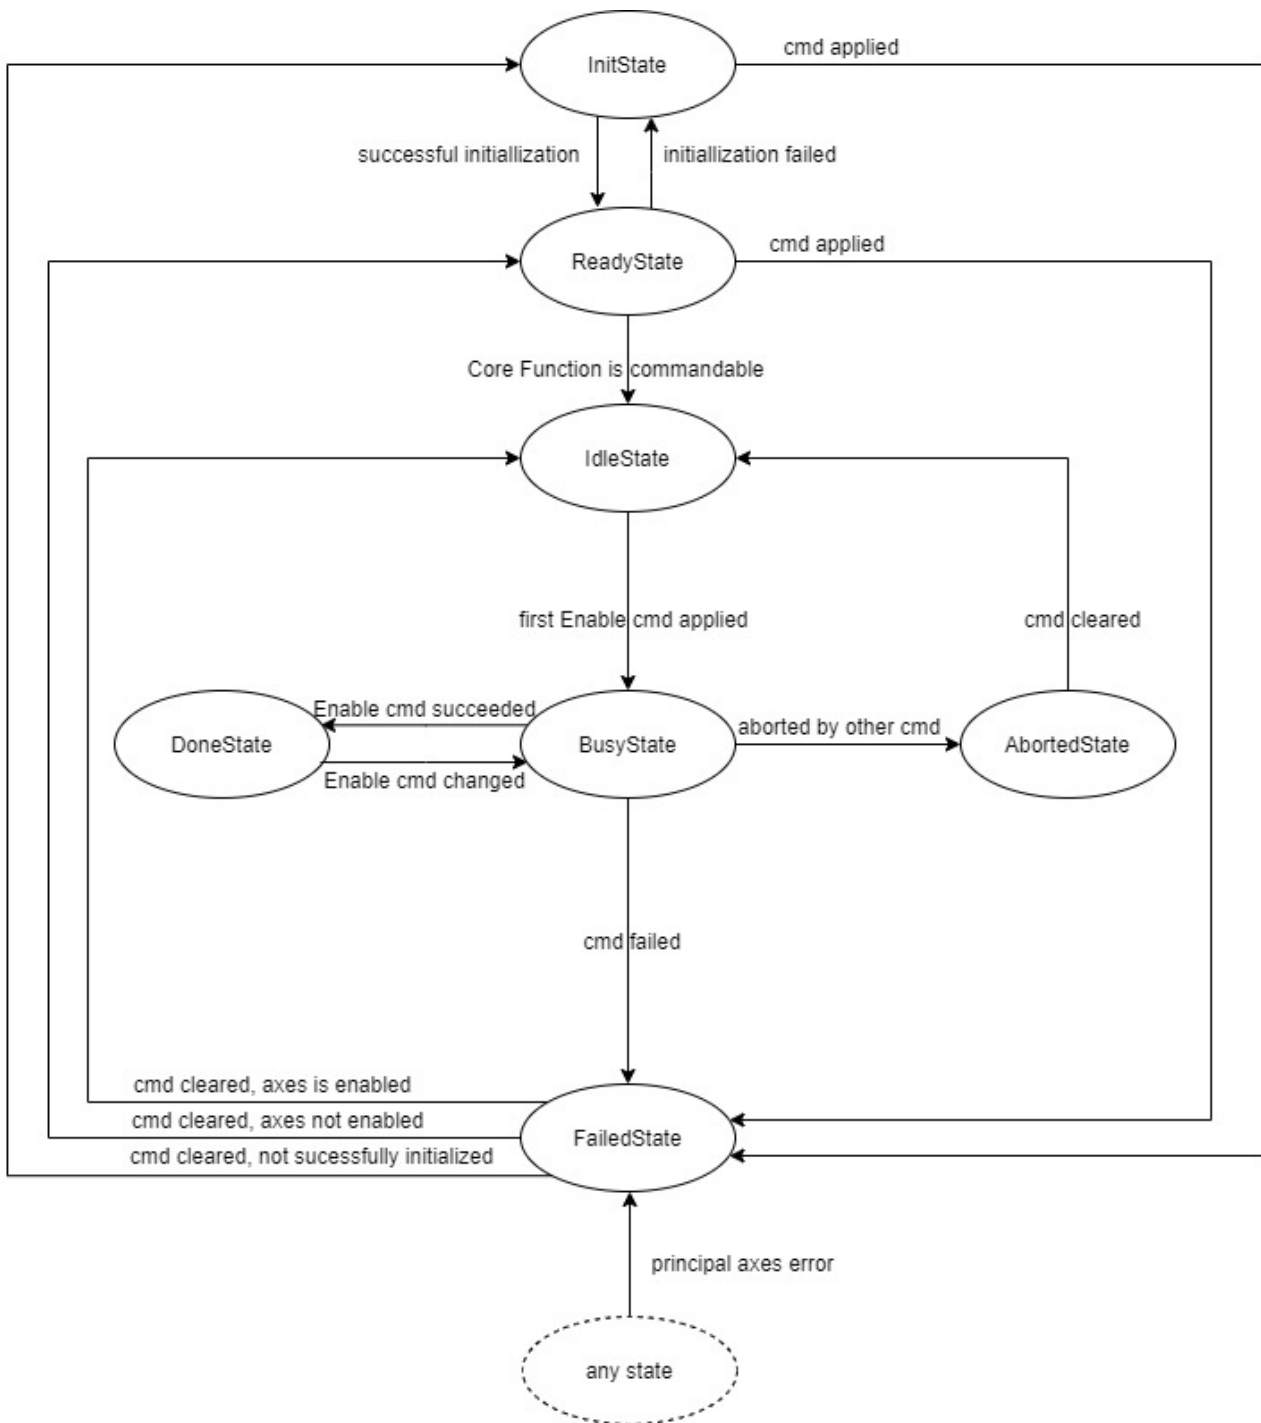 InitState
cmd applied
successful initiallization
initiallization failed
ReadyState
cmd applied
Core Function is commandable
IdleState
first Enable cmd applied
cmd cleared
Enable cmd succeeded
DoneState
BusyState
aborted by other cmd
AbortedState
Enable cmd changed
cmd failed
cmd cleared, axes is enabled
cmd cleared, axes not enabled
cmd cleared, not sucessfully initialized
FailedState
principal axes error
any state